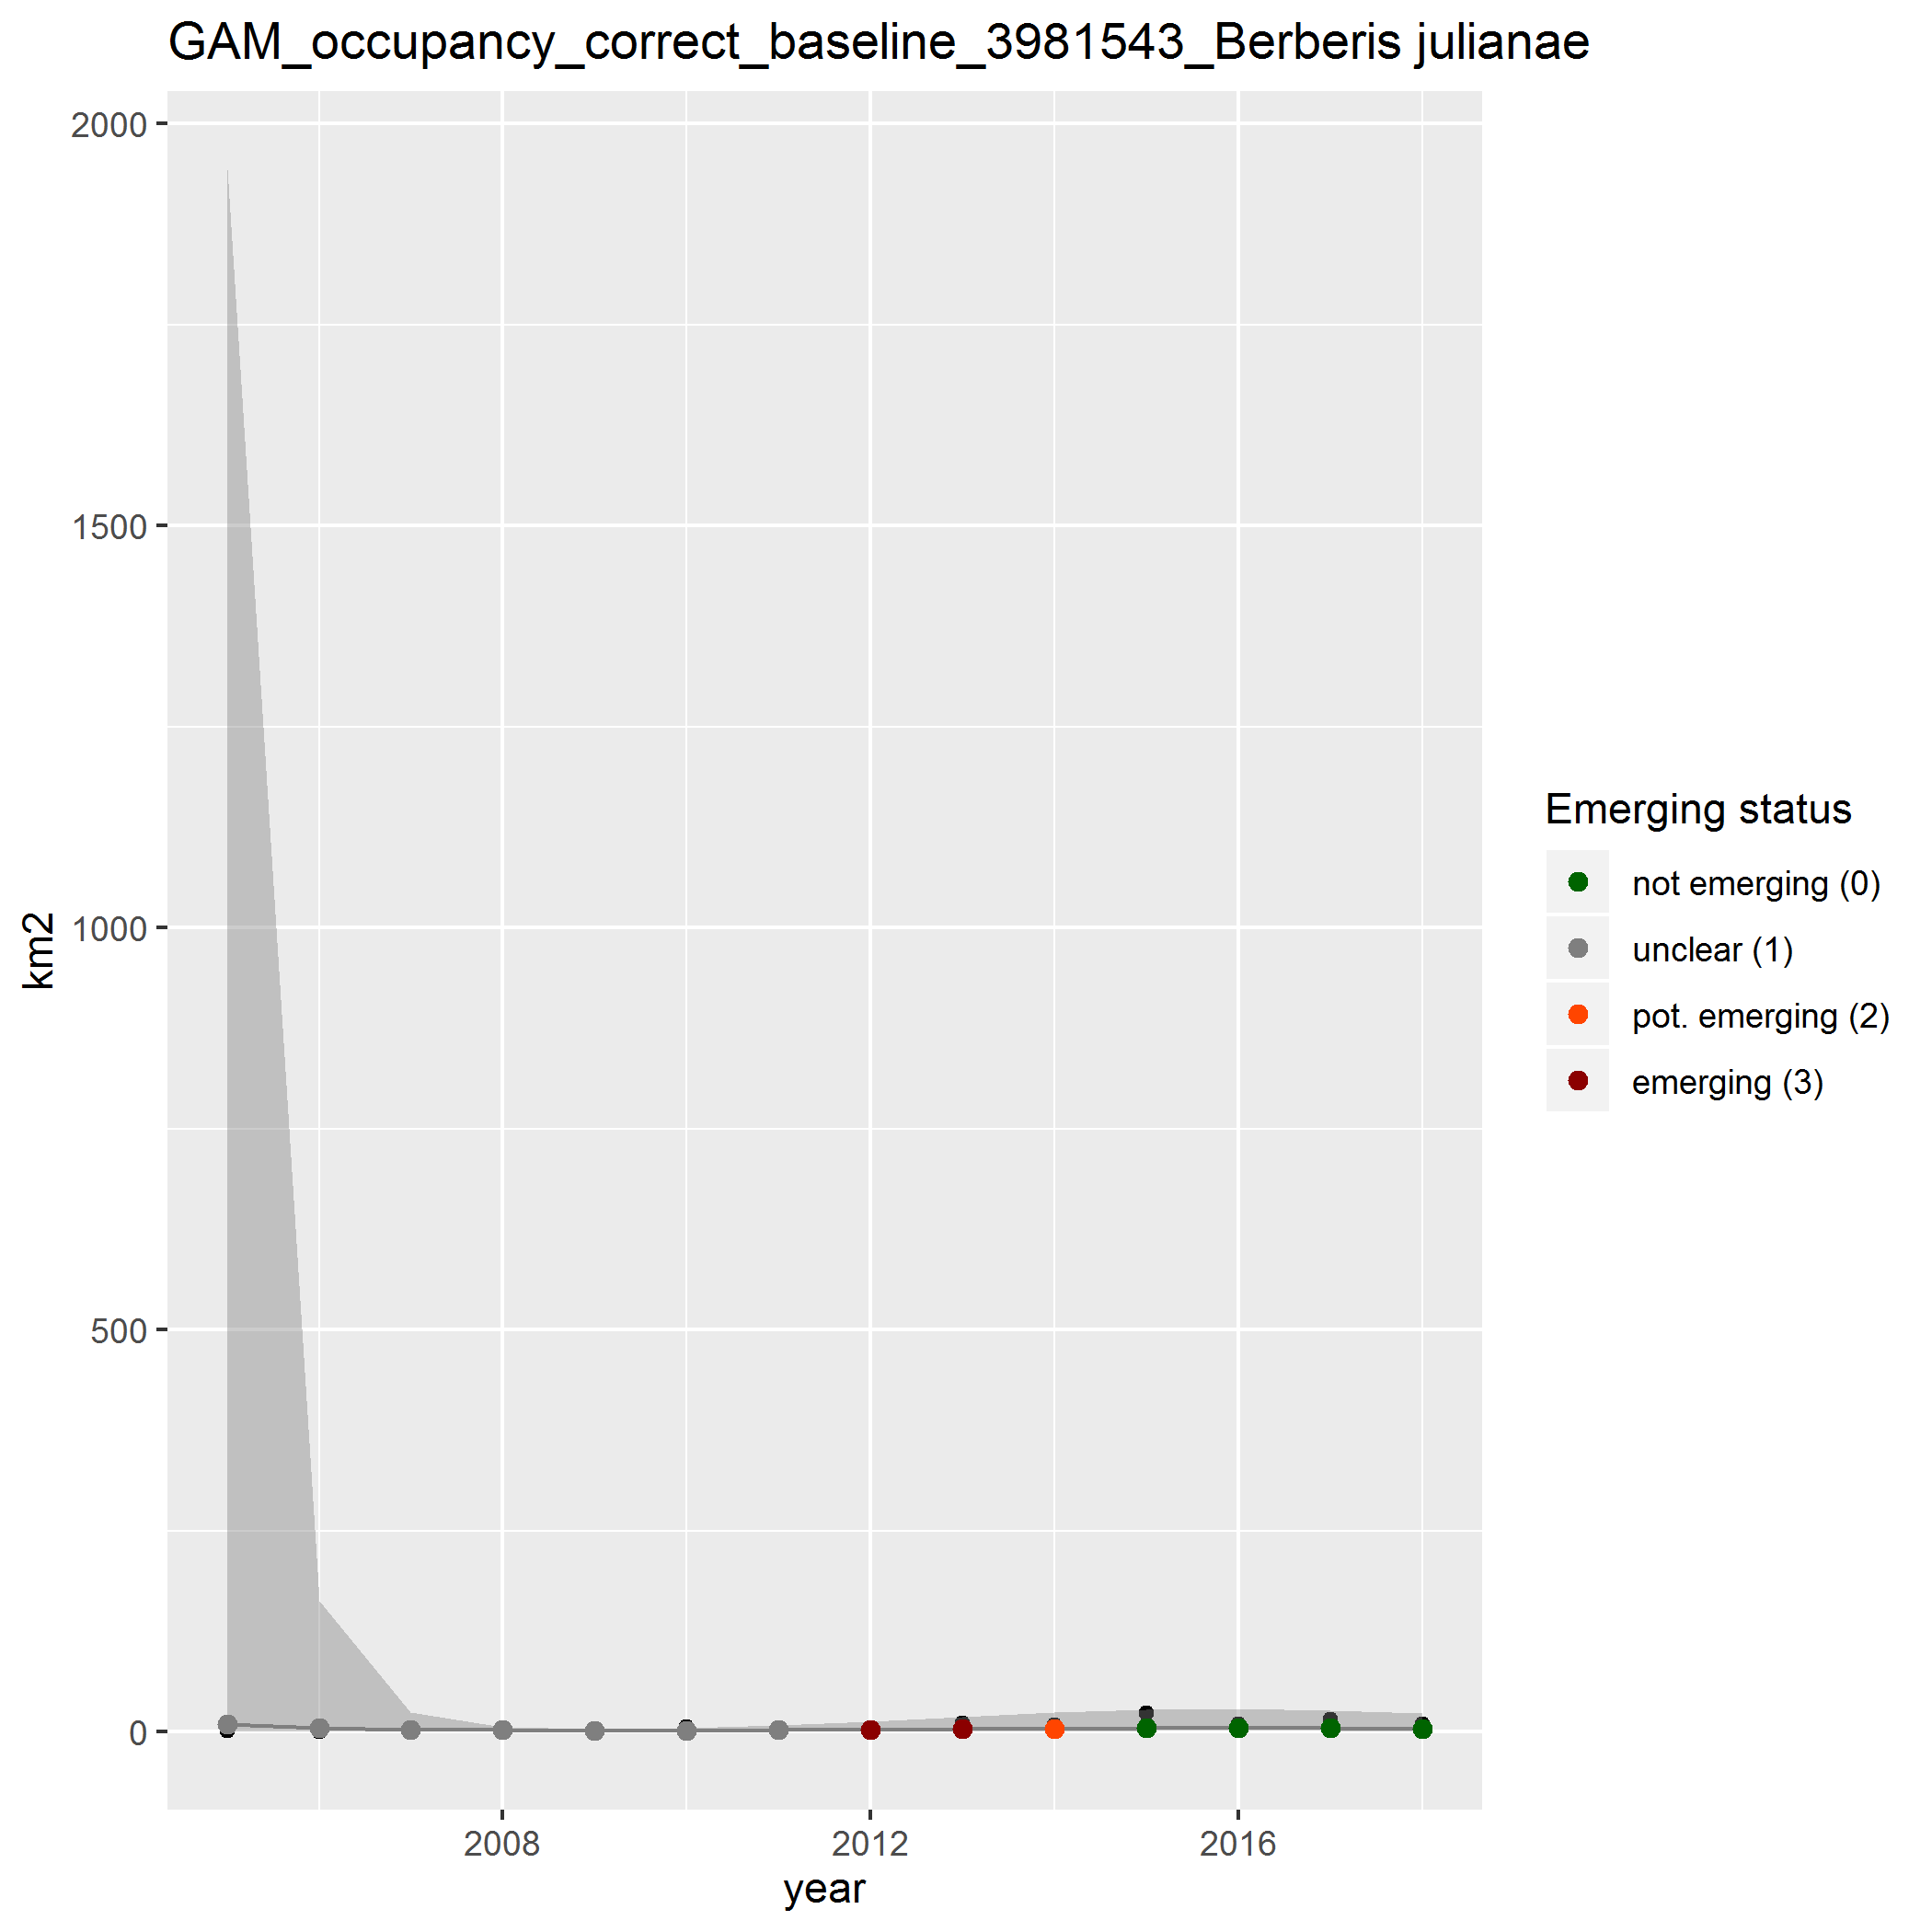 GAM_occupancy_correct_baseline_3981543_Berberis julianae
2000
1500
1000
500
0
km2
2008
2012
2016
year
Emerging status
not emerging (0)
unclear (1)
pot. emerging (2)
emerging (3)